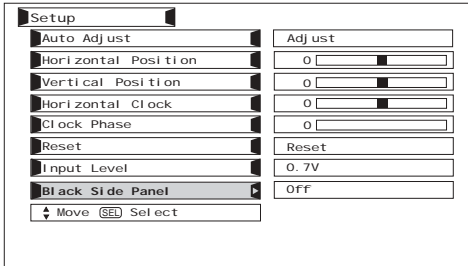 Setup
Auto Adjust Adjust
Horizontal Position 0
Vertical Position 0
Horizontal Clock 0
Clock Phase 0
Reset Reset
Input Level 0.7V
Black Side Panel Off
Move SEL Select